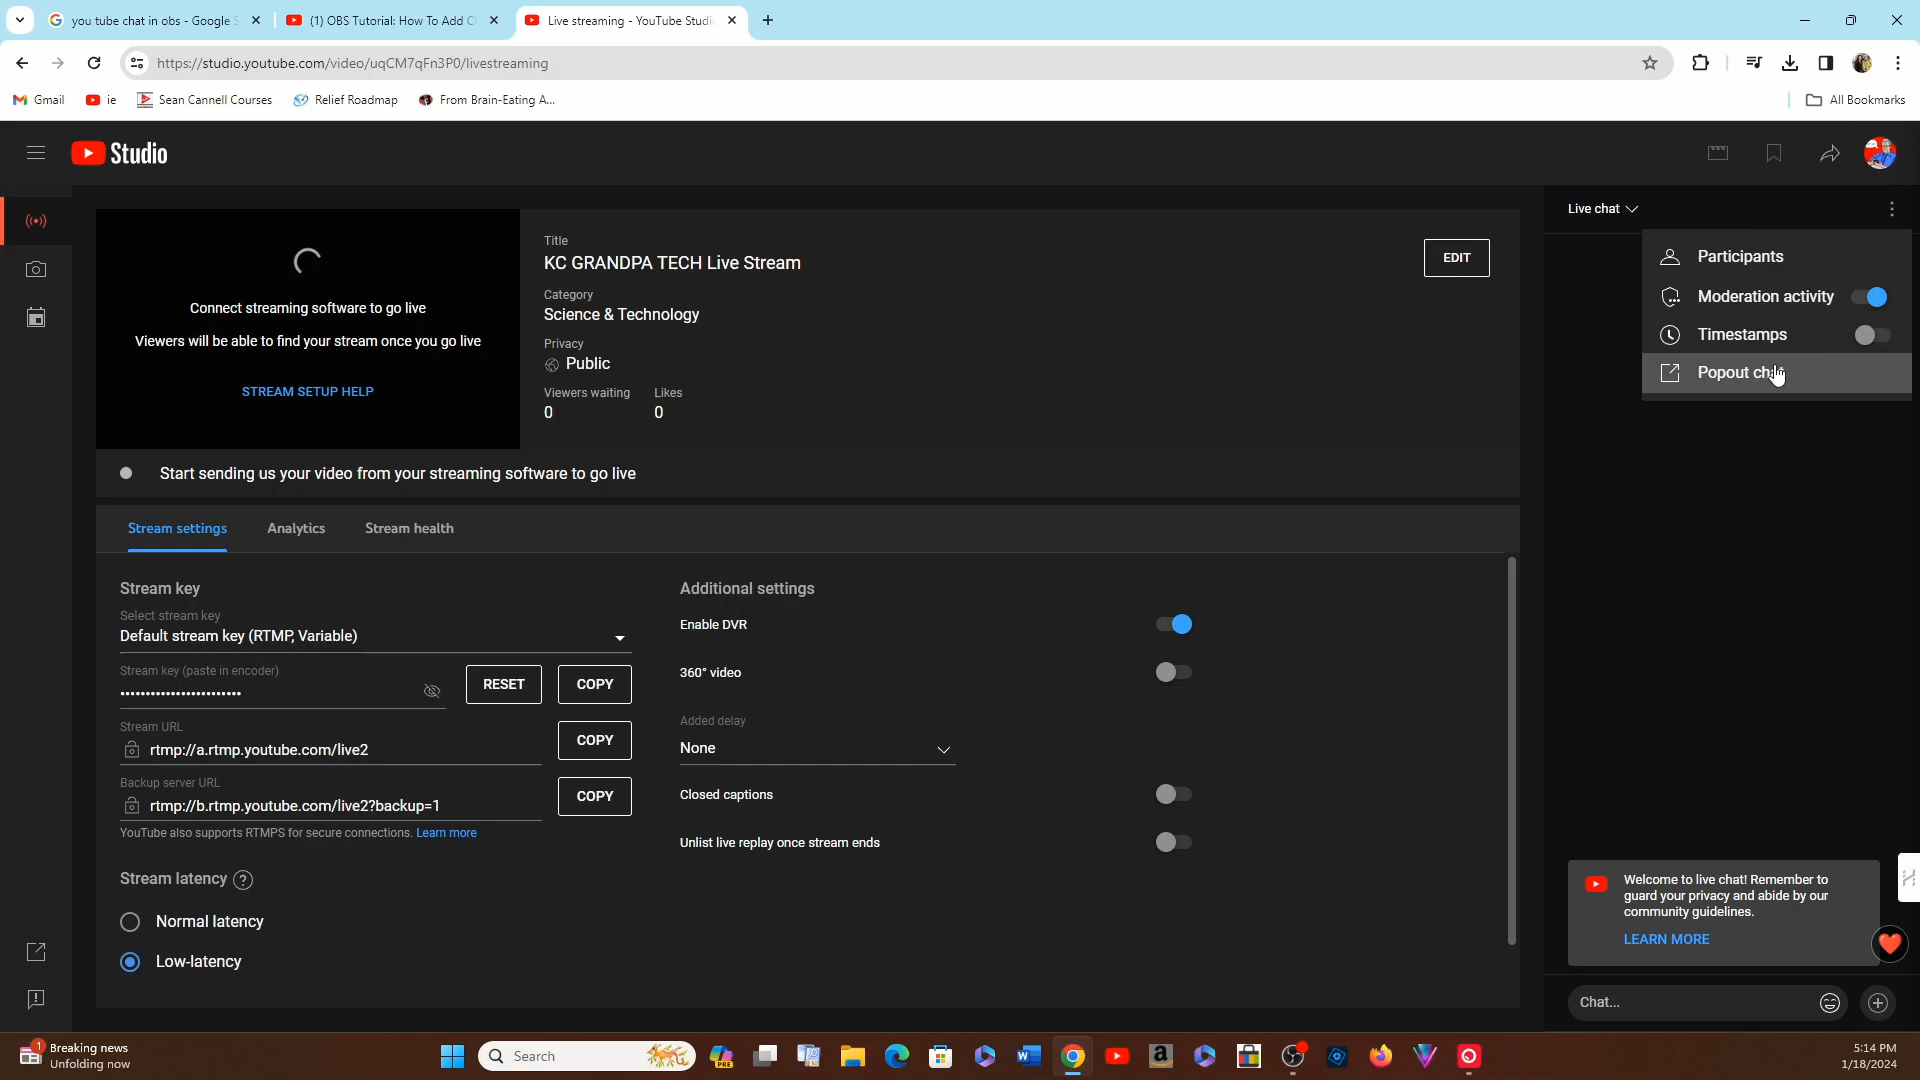 you tube chat in obs - Google S
(1) OBS Tutorial: How To Add C
Live streaming - YouTube Studi
https://studio.youtube.com/video/uqCM7qFn3P0/livestreaming
Gmail
ie
Sean Cannell Courses
Relief Roadmap
From Brain-Eating A...
All Bookmarks
Studio
Connect streaming software to go live
Viewers will be able to find your stream once you go live
STREAM SETUP HELP
Title
KC GRANDPA TECH Live Stream
EDIT
Category
Science & Technology
Privacy
Public
Viewers waiting
Likes
0
0
Start sending us your video from your streaming software to go live
Live chat
Participants
Moderation activity
Timestamps
Popout chat
Stream settings
Analytics
Stream health
Stream key
Select stream key
Default stream key (RTMP, Variable)
Stream key (paste in encoder)
RESET
COPY
Stream URL
rtmp://a.rtmp.youtube.com/live2
COPY
Backup server URL
rtmp://b.rtmp.youtube.com/live2?backup=1
COPY
YouTube also supports RTMPS for secure connections. Learn more
Stream latency
Normal latency
Low-latency
Additional settings
Enable DVR
360° video
Added delay
None
Closed captions
Unlist live replay once stream ends
Welcome to live chat! Remember to
guard your privacy and abide by our
community guidelines.
LEARN MORE
Chat...
1
Breaking news
Unfolding now
Search
PRE
5:14 PM
1/18/2024